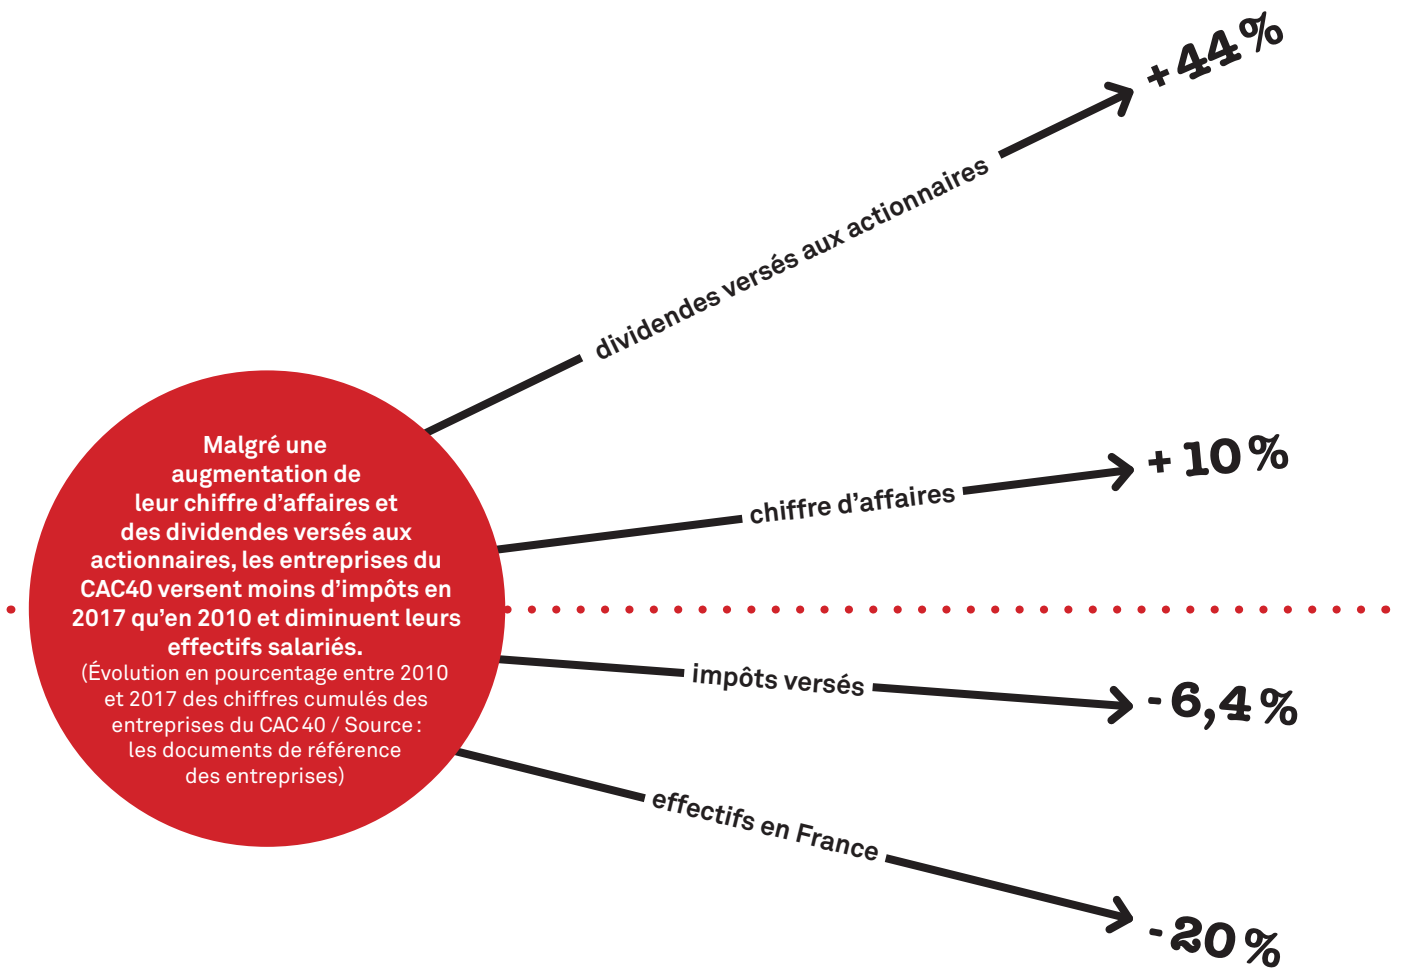 + 44 %
dividendes versés aux actionnaires
+ 10 %
chiffre d’affaires
Malgré une
augmentation de
leur chiffre d’affaires et
des dividendes versés aux
actionnaires, les entreprises du
CAC40 versent moins d’impôts en
2017 qu’en 2010 et diminuent leurs
effectifs salariés.
(Évolution en pourcentage entre 2010
et 2017 des chiffres cumulés des
entreprises du CAC 40 / Source :
les documents de référence
des entreprises)
impôts versés
- 6,4 %
effectifs en France
- 20 %